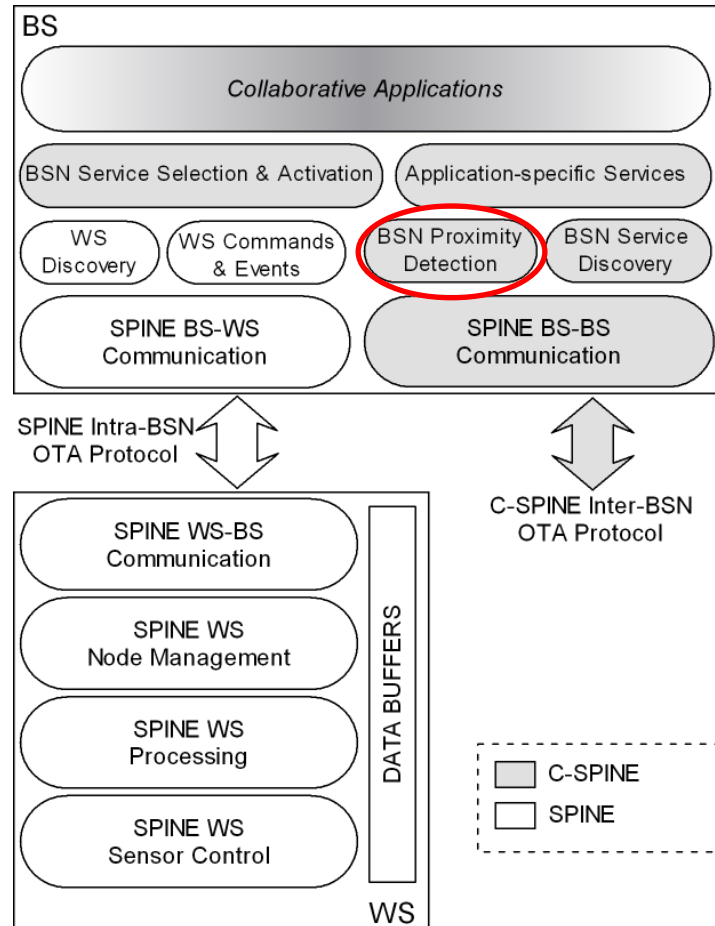 BS
Collaborative Applications
BSN Service Selection & Activation
Application-specific Services
WS
Discovery
WS Commands
& Events
BSN Proximity
Detection
BSN Service
Discovery
SPINE BS-WS
Communication
SPINE BS-BS
Communication
SPINE Intra-BSN
OTA Protocol
C-SPINE Inter-BSN
OTA Protocol
SPINE WS-BS
Communication
SPINE WS
Node Management
SPINE WS
Processing
SPINE WS
Sensor Control
DATA BUFFERS
WS
C-SPINE
SPINE